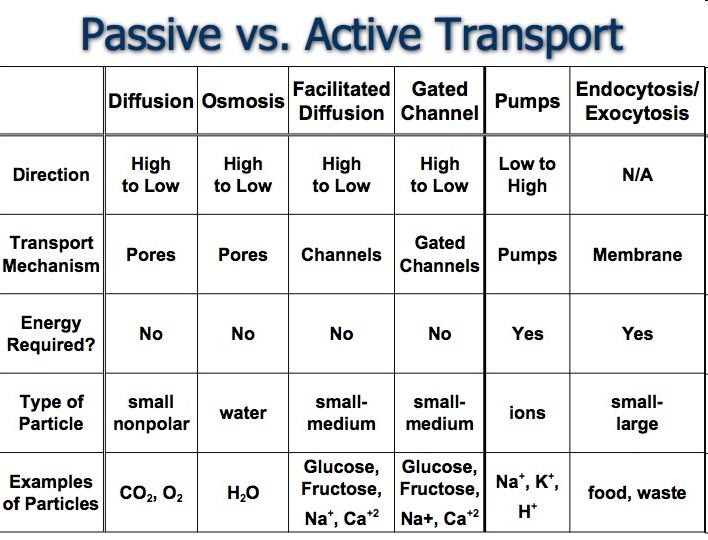 Passive vs. Active Transport
Diffusion Osmosis Facilitated Diffusion Gated Channel Pumps Endocytosis/ Exocytosis
Direction High to Low High to Low High to Low High to Low Low to High N/A
Transport Mechanism Pores Pores Channels Gated Channels Pumps Membrane
Energy Required? No No No No Yes Yes
Type of Particle small nonpolar water small-medium small-medium ions small-large
Examples of Particles CO₂, O₂ H₂O Glucose, Fructose, Na⁺, Ca⁺² Glucose, Fructose, Na+, Ca⁺² Na⁺, K⁺, H⁺ food, waste